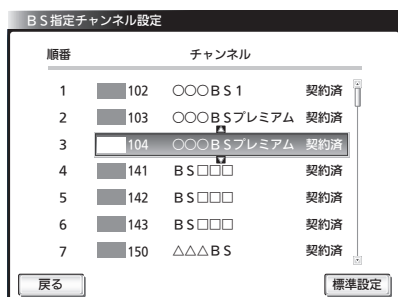 ＢＳ指定チャンネル設定
順番 チャンネル
1 102 ○○○ＢＳ１ 契約済
2 103 ○○○ＢＳプレミアム 契約済
3 104 ○○○ＢＳプレミアム 契約済
4 141 ＢＳ□□□ 契約済
5 142 ＢＳ□□□ 契約済
6 143 ＢＳ□□□ 契約済
7 150 △△△ＢＳ 契約済
戻る 標準設定